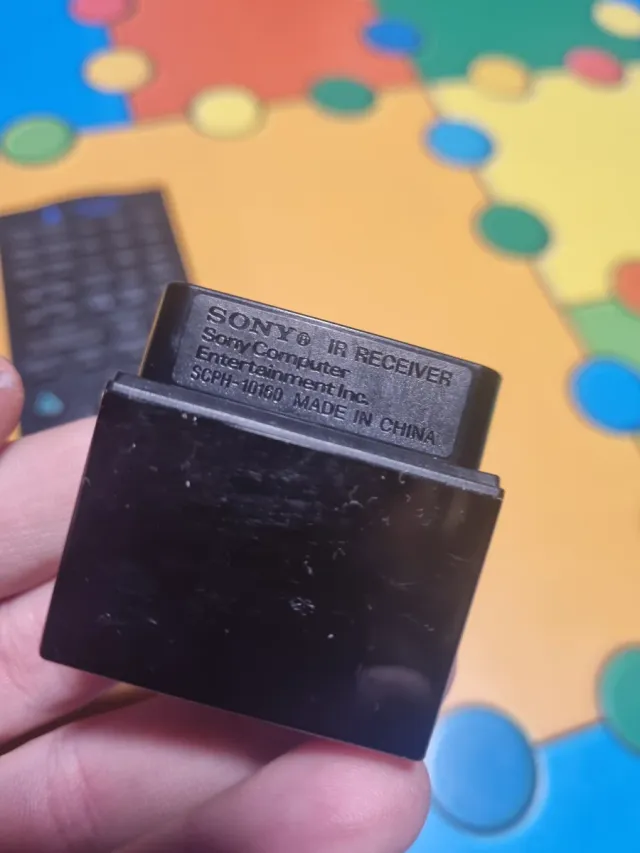 SONY® IR RECEIVER
Sony Computer
Entertainment Inc.
SCPH-10160 MADE IN CHINA